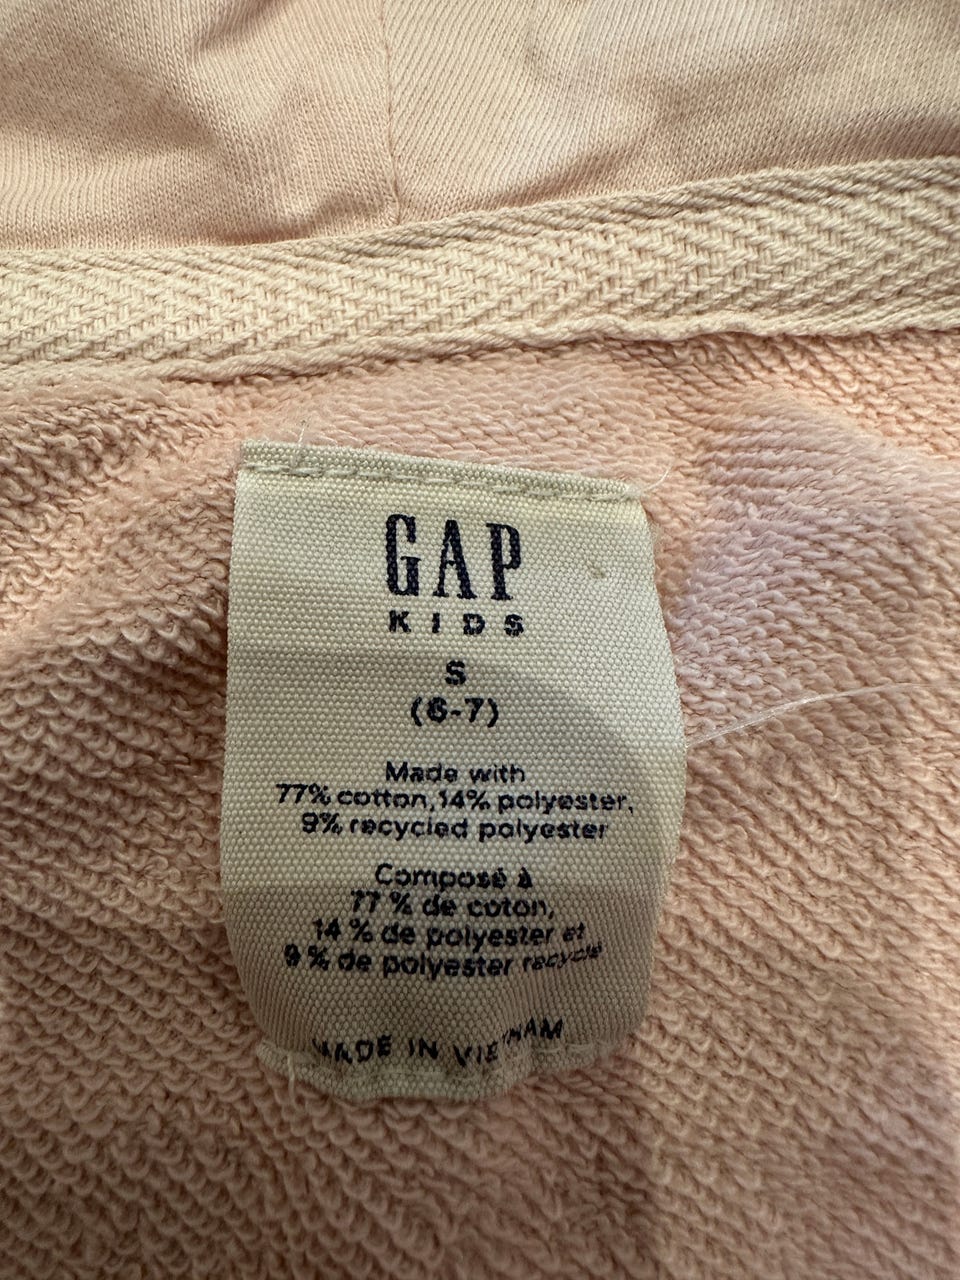 GAP
KIDS
S
(6-7)
Made with
77% cotton, 14% polyester,
9% recycled polyester
Composé à
77 % de coton,
14 % de polyester et
9 % de polyester recyclé
MADE IN VIETNAM